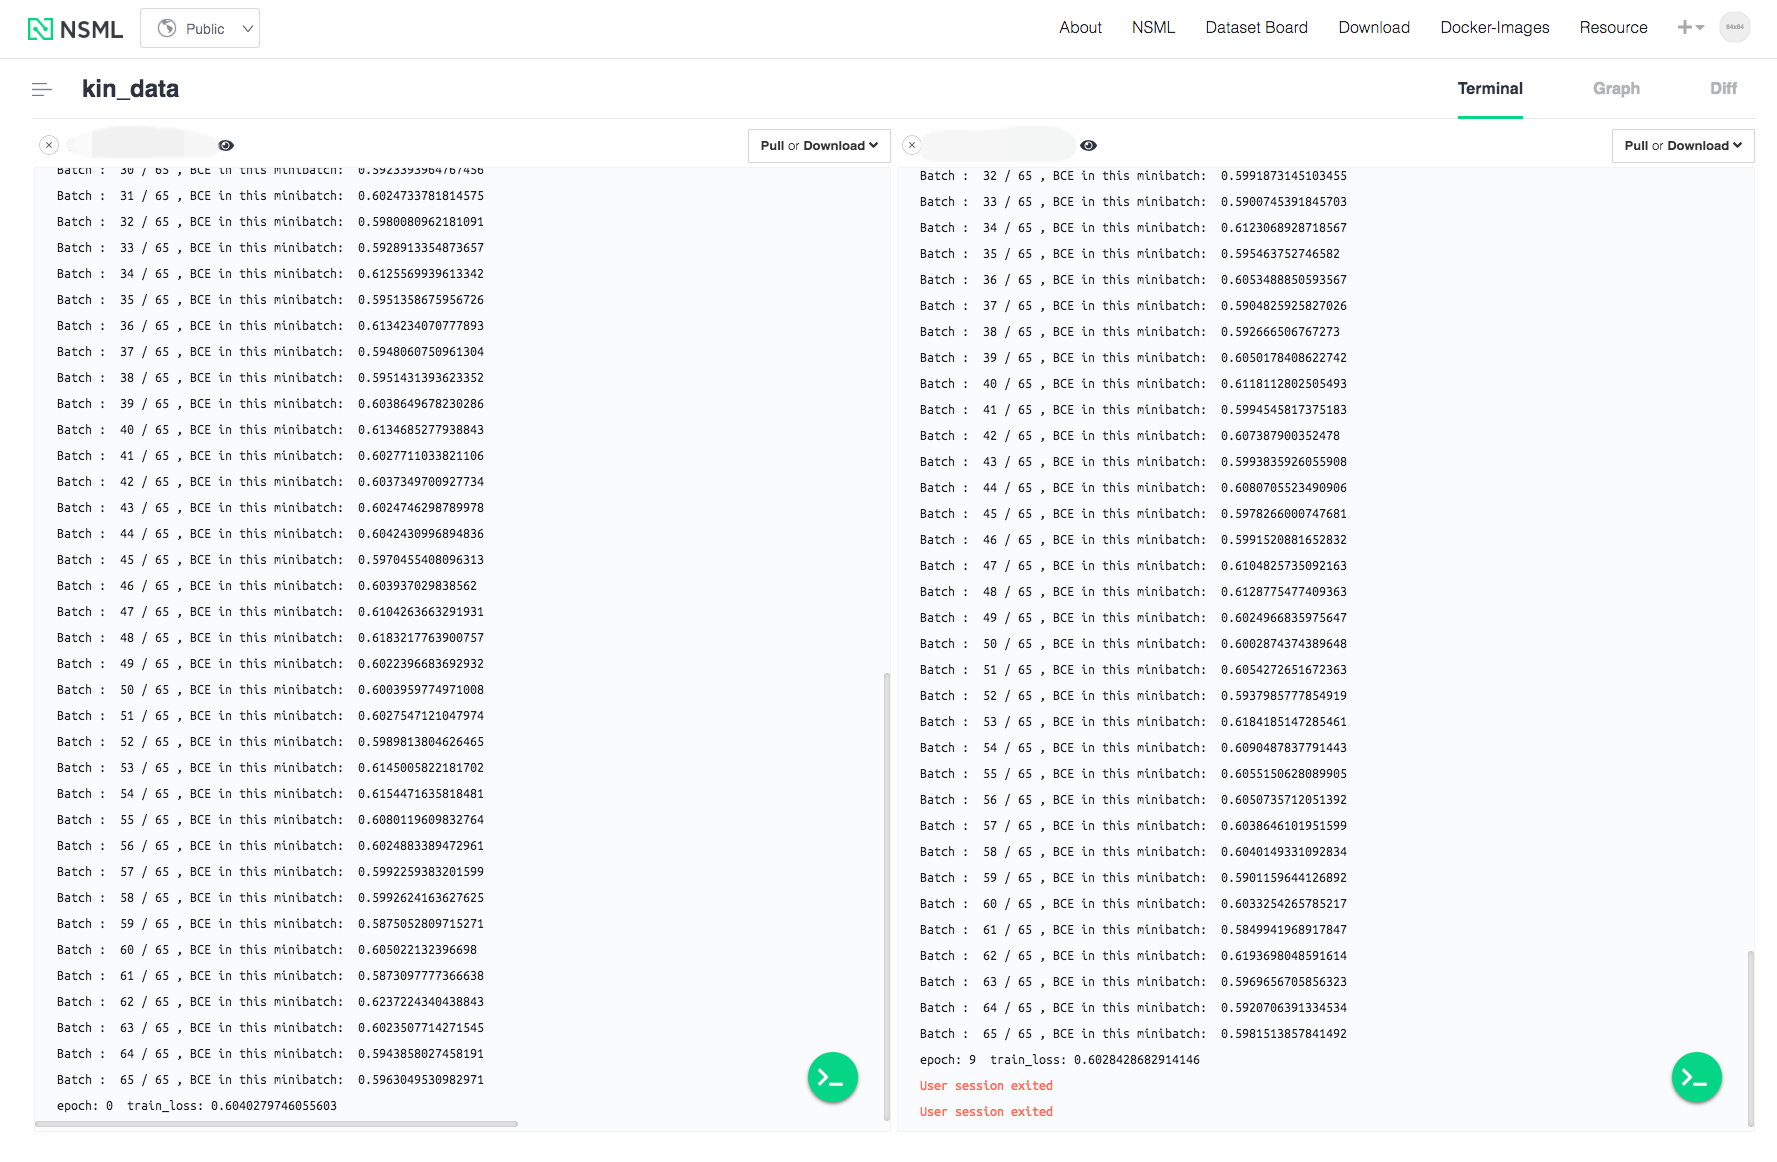 NSML
Public
About
NSML
Dataset Board
Download
Docker-Images
Resource
64x64
kin_data
Terminal
Graph
Diff
Pull or Download
Batch :  30 / 65 , BCE in this minibatch:  0.5923393964767456
Batch :  31 / 65 , BCE in this minibatch:  0.6024733781814575
Batch :  32 / 65 , BCE in this minibatch:  0.5980080962181091
Batch :  33 / 65 , BCE in this minibatch:  0.5928913354873657
Batch :  34 / 65 , BCE in this minibatch:  0.6125569939613342
Batch :  35 / 65 , BCE in this minibatch:  0.5951358675956726
Batch :  36 / 65 , BCE in this minibatch:  0.6134234070777893
Batch :  37 / 65 , BCE in this minibatch:  0.5948060750961304
Batch :  38 / 65 , BCE in this minibatch:  0.5951431393623352
Batch :  39 / 65 , BCE in this minibatch:  0.6038649678230286
Batch :  40 / 65 , BCE in this minibatch:  0.6134685277938843
Batch :  41 / 65 , BCE in this minibatch:  0.6027711033821106
Batch :  42 / 65 , BCE in this minibatch:  0.6037349700927734
Batch :  43 / 65 , BCE in this minibatch:  0.6024746298789978
Batch :  44 / 65 , BCE in this minibatch:  0.6042430996894836
Batch :  45 / 65 , BCE in this minibatch:  0.5970455408096313
Batch :  46 / 65 , BCE in this minibatch:  0.603937029838562
Batch :  47 / 65 , BCE in this minibatch:  0.6104263663291931
Batch :  48 / 65 , BCE in this minibatch:  0.6183217763900757
Batch :  49 / 65 , BCE in this minibatch:  0.6022396683692932
Batch :  50 / 65 , BCE in this minibatch:  0.6003959774971008
Batch :  51 / 65 , BCE in this minibatch:  0.6027547121047974
Batch :  52 / 65 , BCE in this minibatch:  0.5989813804626465
Batch :  53 / 65 , BCE in this minibatch:  0.6145005822181702
Batch :  54 / 65 , BCE in this minibatch:  0.6154471635818481
Batch :  55 / 65 , BCE in this minibatch:  0.6080119609832764
Batch :  56 / 65 , BCE in this minibatch:  0.6024883389472961
Batch :  57 / 65 , BCE in this minibatch:  0.5992259383201599
Batch :  58 / 65 , BCE in this minibatch:  0.5992624163627625
Batch :  59 / 65 , BCE in this minibatch:  0.5875052809715271
Batch :  60 / 65 , BCE in this minibatch:  0.605022132396698
Batch :  61 / 65 , BCE in this minibatch:  0.5873097777366638
Batch :  62 / 65 , BCE in this minibatch:  0.6237224340438843
Batch :  63 / 65 , BCE in this minibatch:  0.6023507714271545
Batch :  64 / 65 , BCE in this minibatch:  0.5943858027458191
Batch :  65 / 65 , BCE in this minibatch:  0.5963049530982971
epoch: 0  train_loss: 0.6040279746055603
Pull or Download
Batch :  32 / 65 , BCE in this minibatch:  0.5991873145103455
Batch :  33 / 65 , BCE in this minibatch:  0.5900745391845703
Batch :  34 / 65 , BCE in this minibatch:  0.6123068928718567
Batch :  35 / 65 , BCE in this minibatch:  0.595463752746582
Batch :  36 / 65 , BCE in this minibatch:  0.6053488850593567
Batch :  37 / 65 , BCE in this minibatch:  0.5904825925827026
Batch :  38 / 65 , BCE in this minibatch:  0.592666506767273
Batch :  39 / 65 , BCE in this minibatch:  0.6050178408622742
Batch :  40 / 65 , BCE in this minibatch:  0.6118112802505493
Batch :  41 / 65 , BCE in this minibatch:  0.5994545817375183
Batch :  42 / 65 , BCE in this minibatch:  0.607387900352478
Batch :  43 / 65 , BCE in this minibatch:  0.5993835926055908
Batch :  44 / 65 , BCE in this minibatch:  0.6080705523490906
Batch :  45 / 65 , BCE in this minibatch:  0.5978266000747681
Batch :  46 / 65 , BCE in this minibatch:  0.5991520881652832
Batch :  47 / 65 , BCE in this minibatch:  0.6104825735092163
Batch :  48 / 65 , BCE in this minibatch:  0.6128775477409363
Batch :  49 / 65 , BCE in this minibatch:  0.6024966835975647
Batch :  50 / 65 , BCE in this minibatch:  0.6002874374389648
Batch :  51 / 65 , BCE in this minibatch:  0.6054272651672363
Batch :  52 / 65 , BCE in this minibatch:  0.5937985777854919
Batch :  53 / 65 , BCE in this minibatch:  0.6184185147285461
Batch :  54 / 65 , BCE in this minibatch:  0.6090487837791443
Batch :  55 / 65 , BCE in this minibatch:  0.6055150628089905
Batch :  56 / 65 , BCE in this minibatch:  0.6050735712051392
Batch :  57 / 65 , BCE in this minibatch:  0.6038646101951599
Batch :  58 / 65 , BCE in this minibatch:  0.6040149331092834
Batch :  59 / 65 , BCE in this minibatch:  0.5901159644126892
Batch :  60 / 65 , BCE in this minibatch:  0.6033254265785217
Batch :  61 / 65 , BCE in this minibatch:  0.5849941968917847
Batch :  62 / 65 , BCE in this minibatch:  0.6193698048591614
Batch :  63 / 65 , BCE in this minibatch:  0.5969656705856323
Batch :  64 / 65 , BCE in this minibatch:  0.5920706391334534
Batch :  65 / 65 , BCE in this minibatch:  0.5981513857841492
epoch: 9  train_loss: 0.6028428682914146
User session exited
User session exited